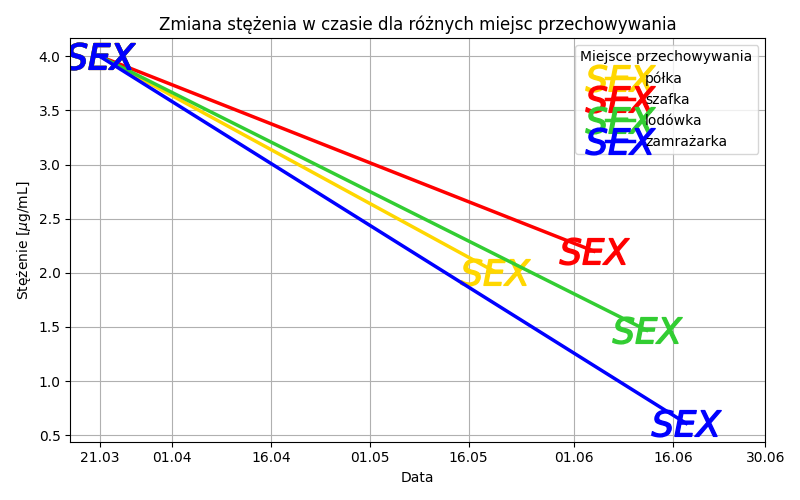 Zmiana stężenia w czasie dla różnych miejsc przechowywania
Stężenie [µg/mL]
4.0
3.5
3.0
2.5
2.0
1.5
1.0
0.5
SEX
Miejsce przechowywania
SEX półka
SEX szafka
SEX lodówka
SEX zamrażarka
SEX
SEX
SEX
SEX
21.03 01.04 16.04 01.05 16.05 01.06 16.06 30.06
Data